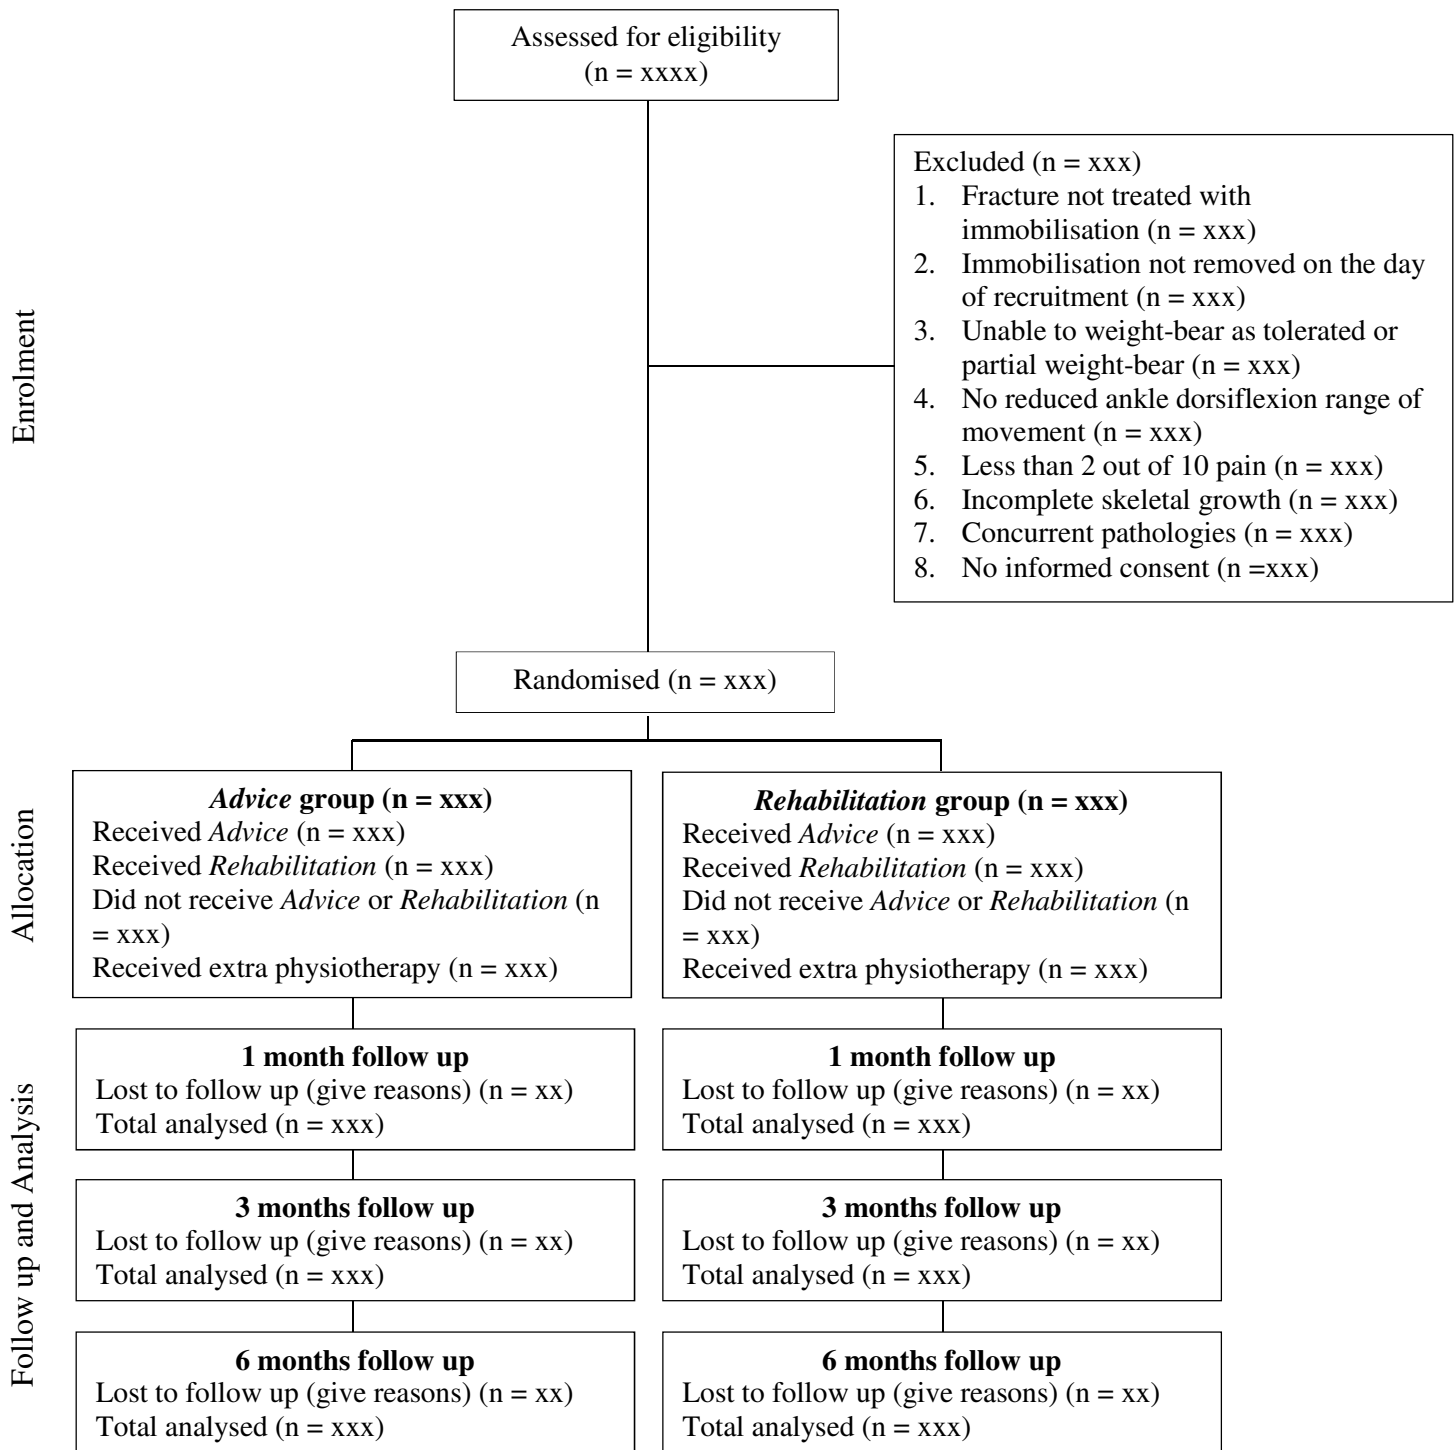 Assessed for eligibility
(n = xxxx)
Enrolment
Excluded (n = xxx)
1. Fracture not treated with
immobilisation (n = xxx)
2. Immobilisation not removed on the day
of recruitment (n = xxx)
3. Unable to weight-bear as tolerated or
partial weight-bear (n = xxx)
4. No reduced ankle dorsiflexion range of
movement (n = xxx)
5. Less than 2 out of 10 pain (n = xxx)
6. Incomplete skeletal growth (n = xxx)
7. Concurrent pathologies (n = xxx)
8. No informed consent (n =xxx)
Randomised (n = xxx)
Allocation
Advice group (n = xxx)
Received Advice (n = xxx)
Received Rehabilitation (n = xxx)
Did not receive Advice or Rehabilitation (n
= xxx)
Received extra physiotherapy (n = xxx)
Rehabilitation group (n = xxx)
Received Advice (n = xxx)
Received Rehabilitation (n = xxx)
Did not receive Advice or Rehabilitation (n
= xxx)
Received extra physiotherapy (n = xxx)
Follow up and Analysis
1 month follow up
Lost to follow up (give reasons) (n = xx)
Total analysed (n = xxx)
1 month follow up
Lost to follow up (give reasons) (n = xx)
Total analysed (n = xxx)
3 months follow up
Lost to follow up (give reasons) (n = xx)
Total analysed (n = xxx)
3 months follow up
Lost to follow up (give reasons) (n = xx)
Total analysed (n = xxx)
6 months follow up
Lost to follow up (give reasons) (n = xx)
Total analysed (n = xxx)
6 months follow up
Lost to follow up (give reasons) (n = xx)
Total analysed (n = xxx)